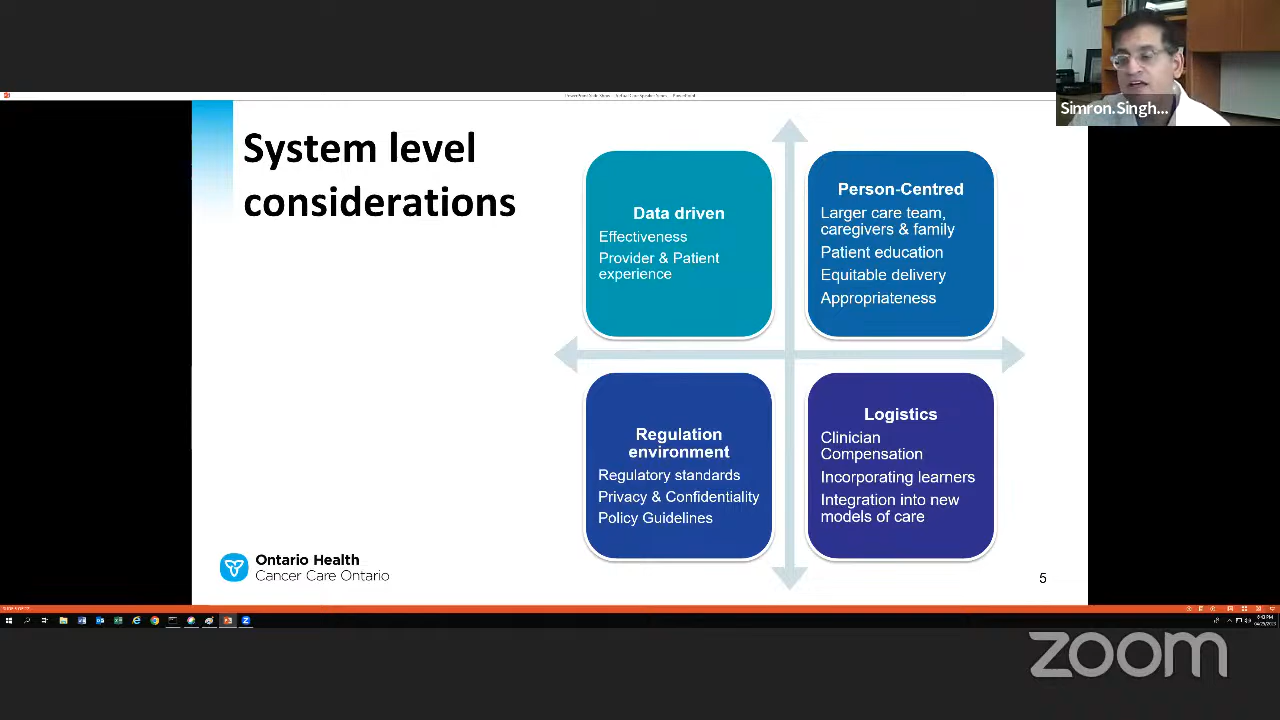 Simron.Singh...
System level
considerations
Data driven
Effectiveness
Provider & Patient
experience
Person-Centred
Larger care team,
caregivers & family
Patient education
Equitable delivery
Appropriateness
Regulation
environment
Regulatory standards
Privacy & Confidentiality
Policy Guidelines
Logistics
Clinician
Compensation
Incorporating learners
Integration into new
models of care
Ontario Health
Cancer Care Ontario
5
zoom